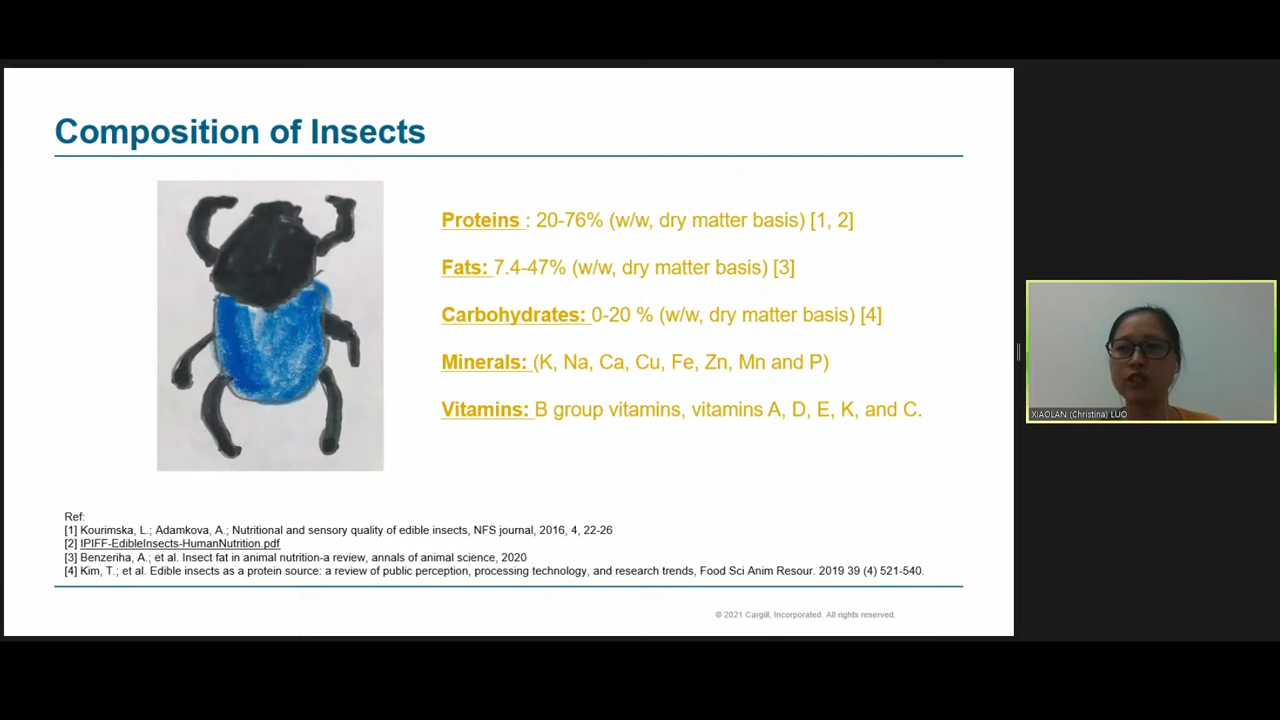 Composition of Insects
Proteins : 20-76% (w/w, dry matter basis) [1, 2]
Fats: 7.4-47% (w/w, dry matter basis) [3]
Carbohydrates: 0-20 % (w/w, dry matter basis) [4]
Minerals: (K, Na, Ca, Cu, Fe, Zn, Mn and P)
Vitamins: B group vitamins, vitamins A, D, E, K, and C.
XIAOLAN (Christina) LUO
Ref:
[1] Kourimska, L.; Adamkova, A.; Nutritional and sensory quality of edible insects, NFS journal, 2016, 4, 22-26
[2] IPIFF-EdibleInsects-HumanNutrition.pdf
[3] Benzeriha, A.; et al. Insect fat in animal nutrition-a review, annals of animal science, 2020
[4] Kim, T.; et al. Edible insects as a protein source: a review of public perception, processing technology, and research trends, Food Sci Anim Resour. 2019 39 (4) 521-540.
© 2021 Cargill, Incorporated. All rights reserved.